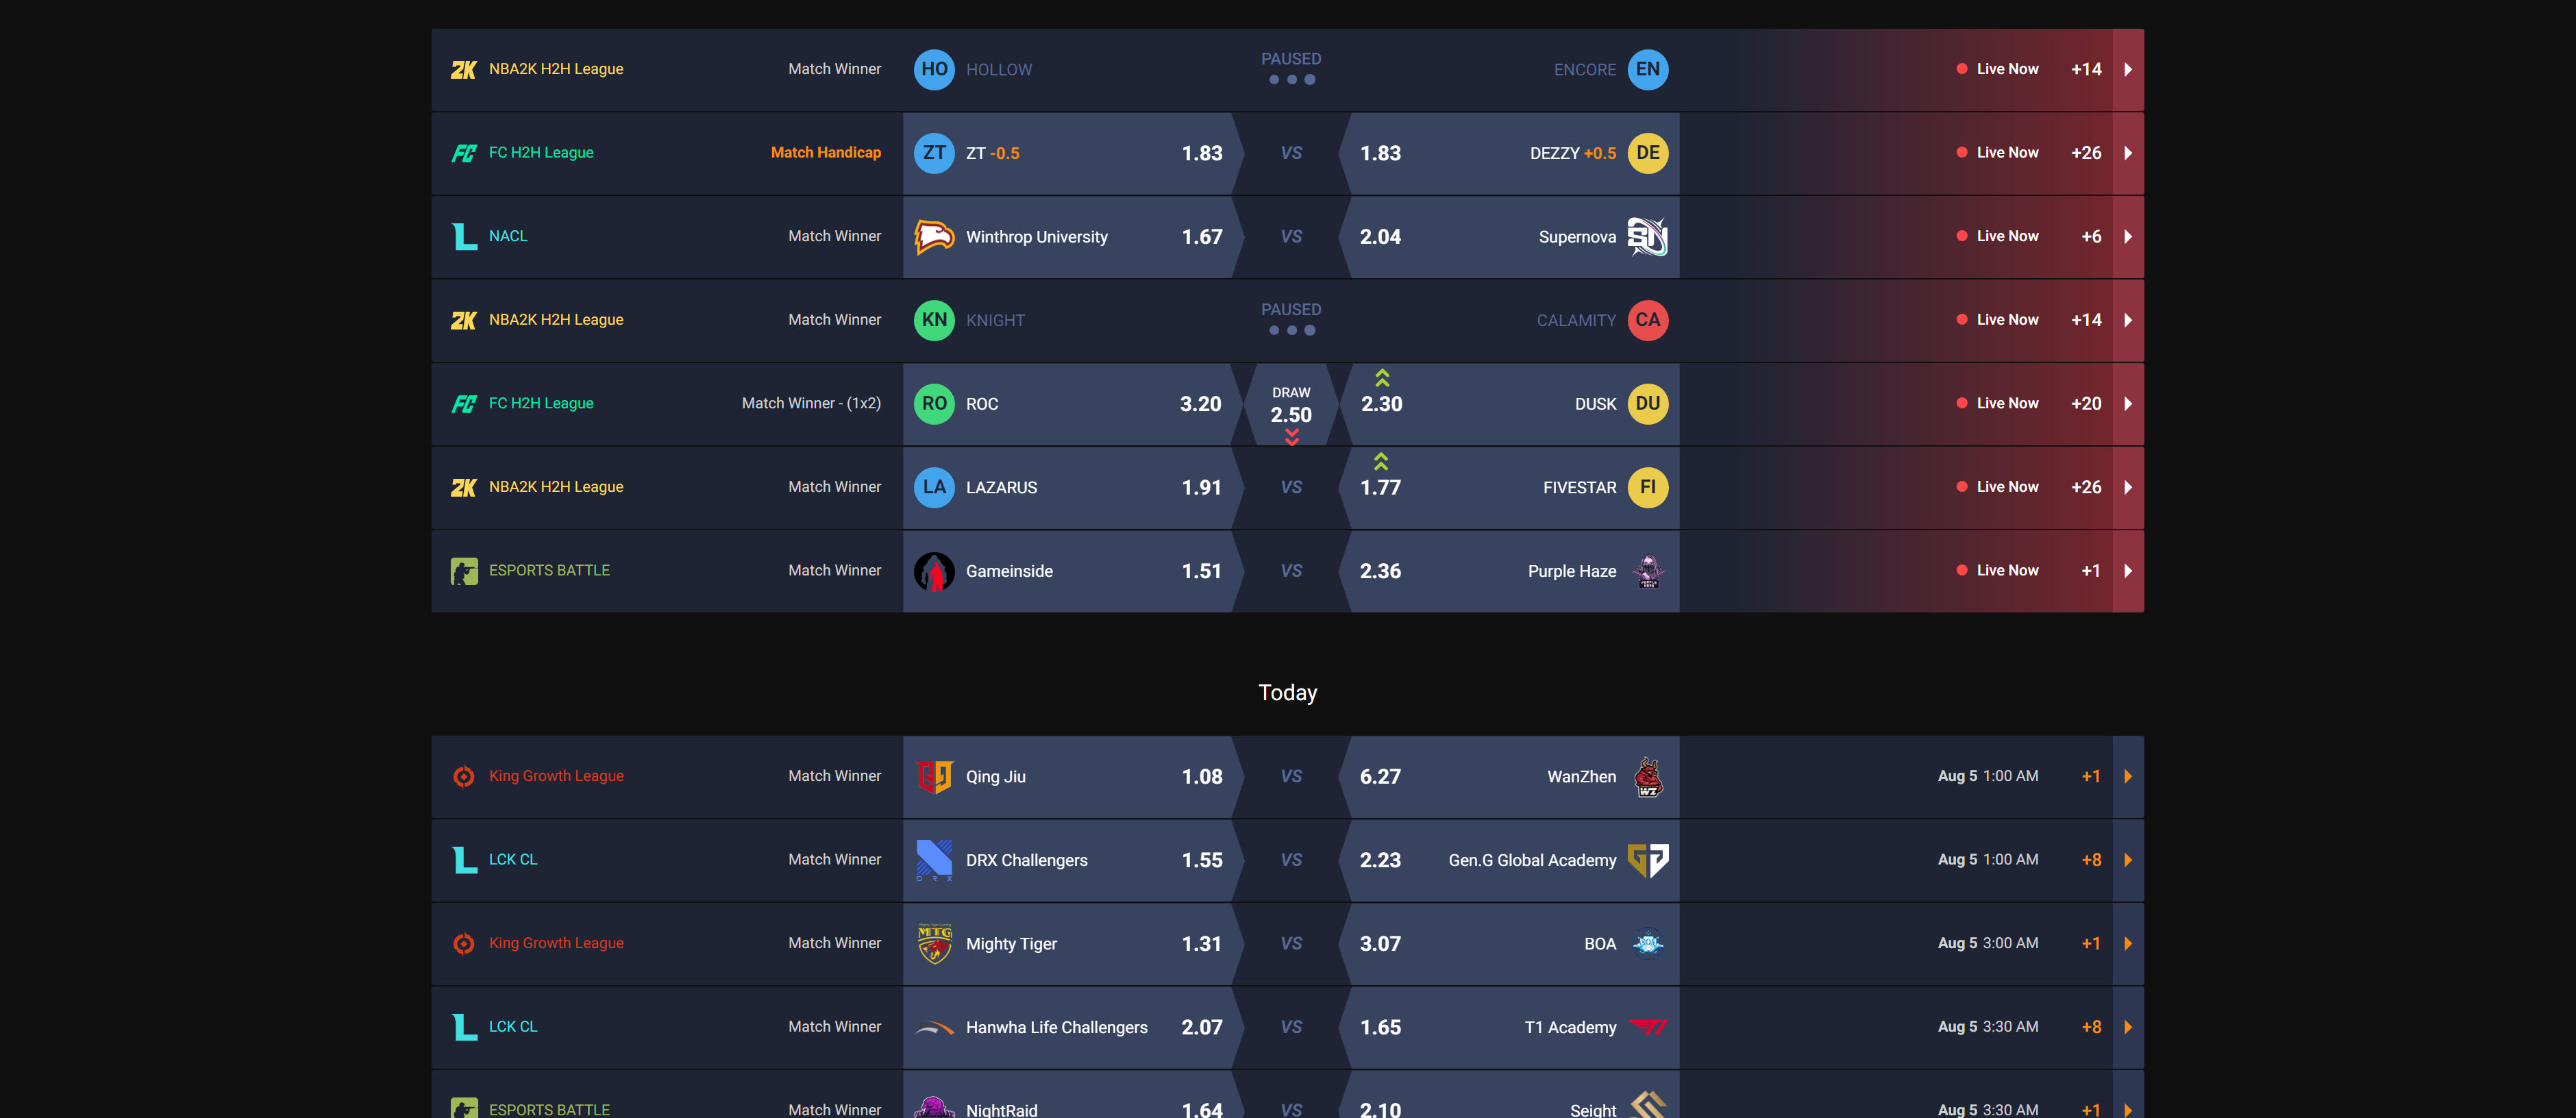 2K NBA2K H2H League Match Winner HO HOLLOW PAUSED ENCORE EN Live Now +14
FC FC H2H League Match Handicap ZT ZT -0.5 1.83 VS 1.83 DEZZY +0.5 DE Live Now +26
NACL Match Winner Winthrop University 1.67 VS 2.04 Supernova SN Live Now +6
2K NBA2K H2H League Match Winner KN KNIGHT PAUSED CALAMITY CA Live Now +14
FC FC H2H League Match Winner - (1x2) RO ROC 3.20 DRAW 2.50 2.30 DUSK DU Live Now +20
2K NBA2K H2H League Match Winner LA LAZARUS 1.91 VS 1.77 FIVESTAR FI Live Now +26
ESPORTS BATTLE Match Winner Gameinside 1.51 VS 2.36 Purple Haze Live Now +1
Today
King Growth League Match Winner Qing Jiu 1.08 VS 6.27 WanZhen WZ Aug 5 1:00 AM +1
LCK CL Match Winner DRX DRX Challengers 1.55 VS 2.23 Gen.G Global Academy Aug 5 1:00 AM +8
King Growth League Match Winner MTG Mighty Tiger 1.31 VS 3.07 BOA Aug 5 3:00 AM +1
LCK CL Match Winner Hanwha Life Challengers 2.07 VS 1.65 T1 Academy Aug 5 3:30 AM +8
ESPORTS BATTLE Match Winner NightRaid 1.64 VS 2.10 Seight Aug 5 3:30 AM +1